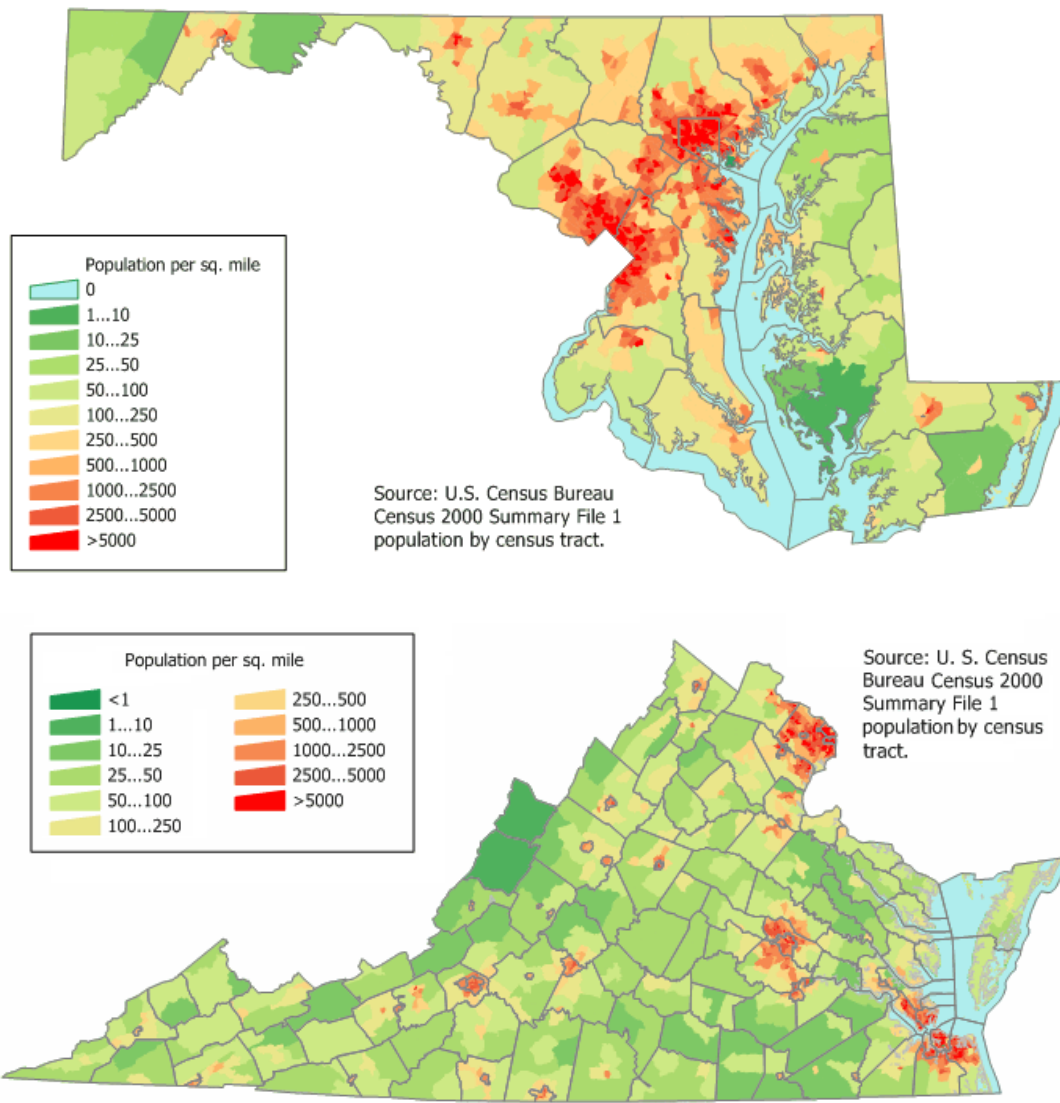 Population per sq. mile
0
1...10
10...25
25...50
50...100
100...250
250...500
500...1000
1000...2500
2500...5000
>5000
Source: U.S. Census Bureau
Census 2000 Summary File 1
population by census tract.
Population per sq. mile
<1
1...10
10...25
25...50
50...100
100...250
250...500
500...1000
1000...2500
2500...5000
>5000
Source: U. S. Census
Bureau Census 2000
Summary File 1
population by census
tract.